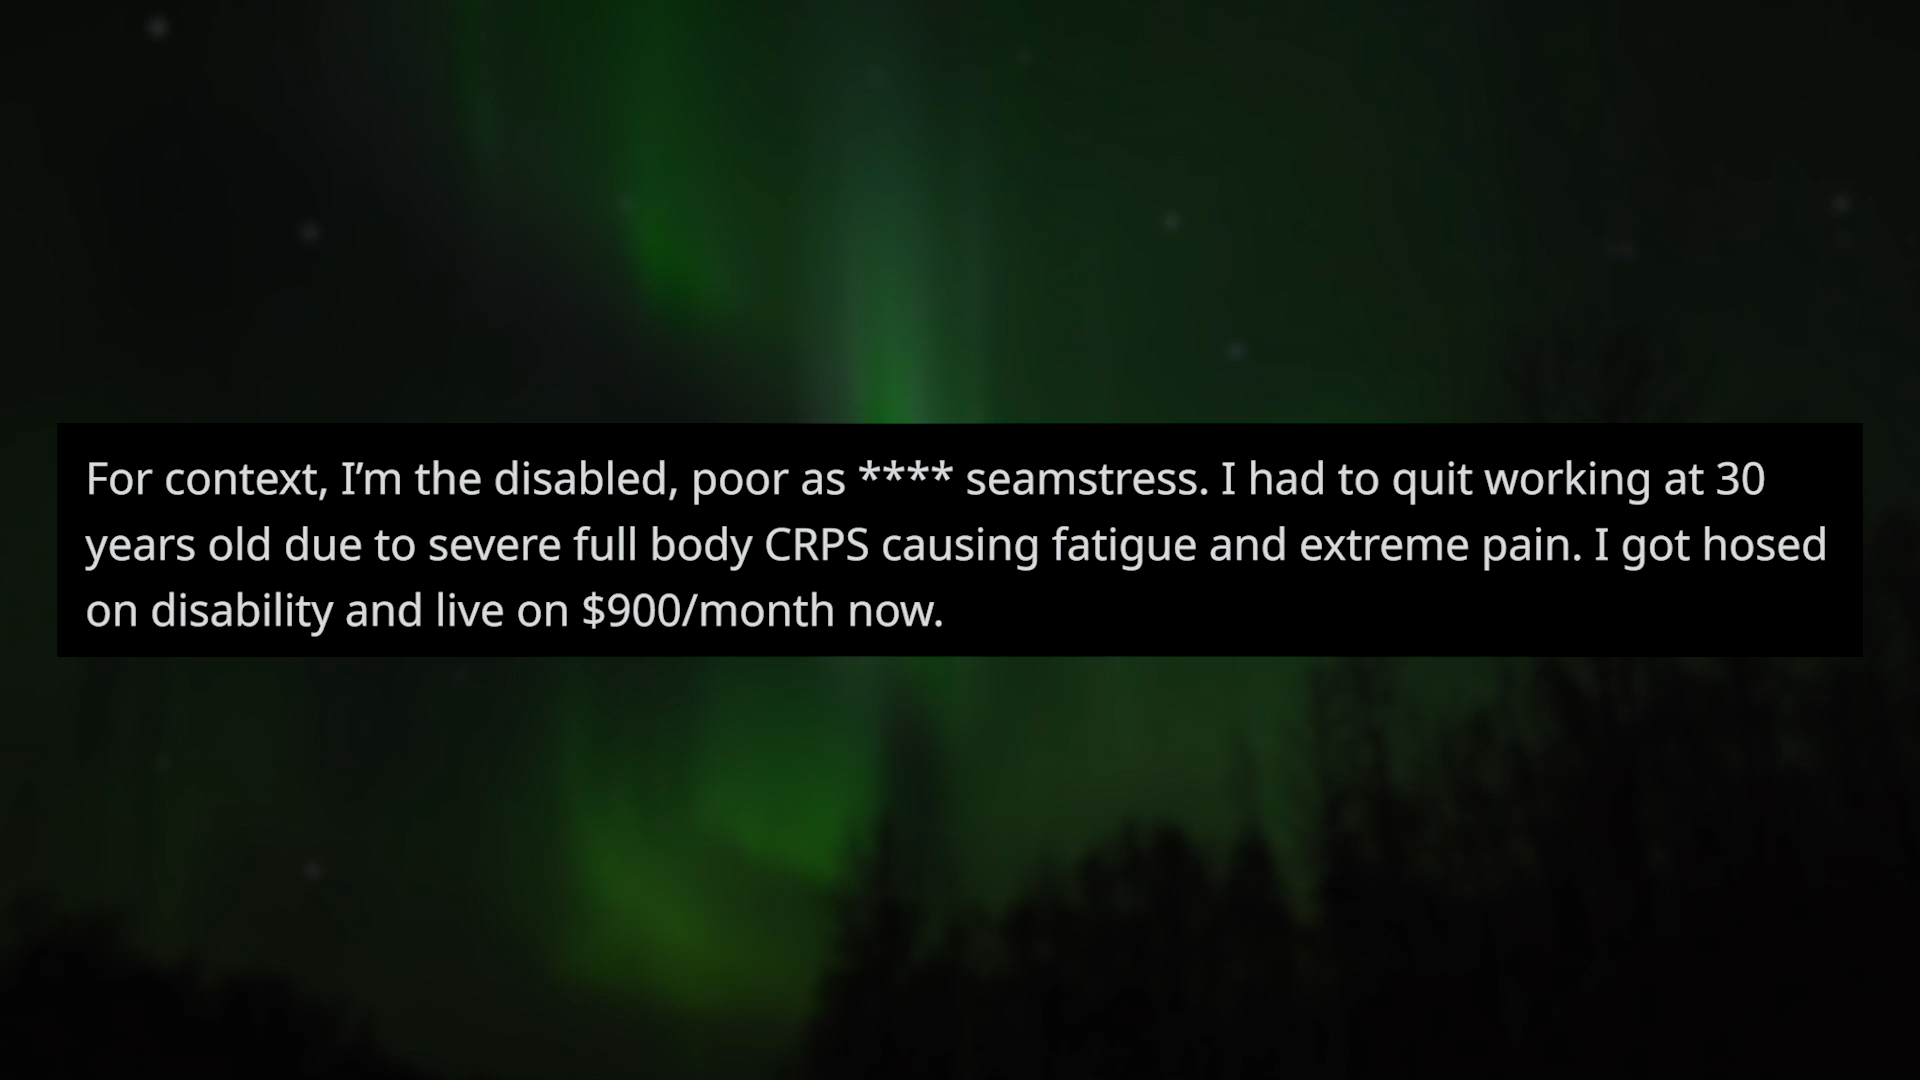 For context, I’m the disabled, poor as **** seamstress. I had to quit working at 30
years old due to severe full body CRPS causing fatigue and extreme pain. I got hosed
on disability and live on $900/month now.